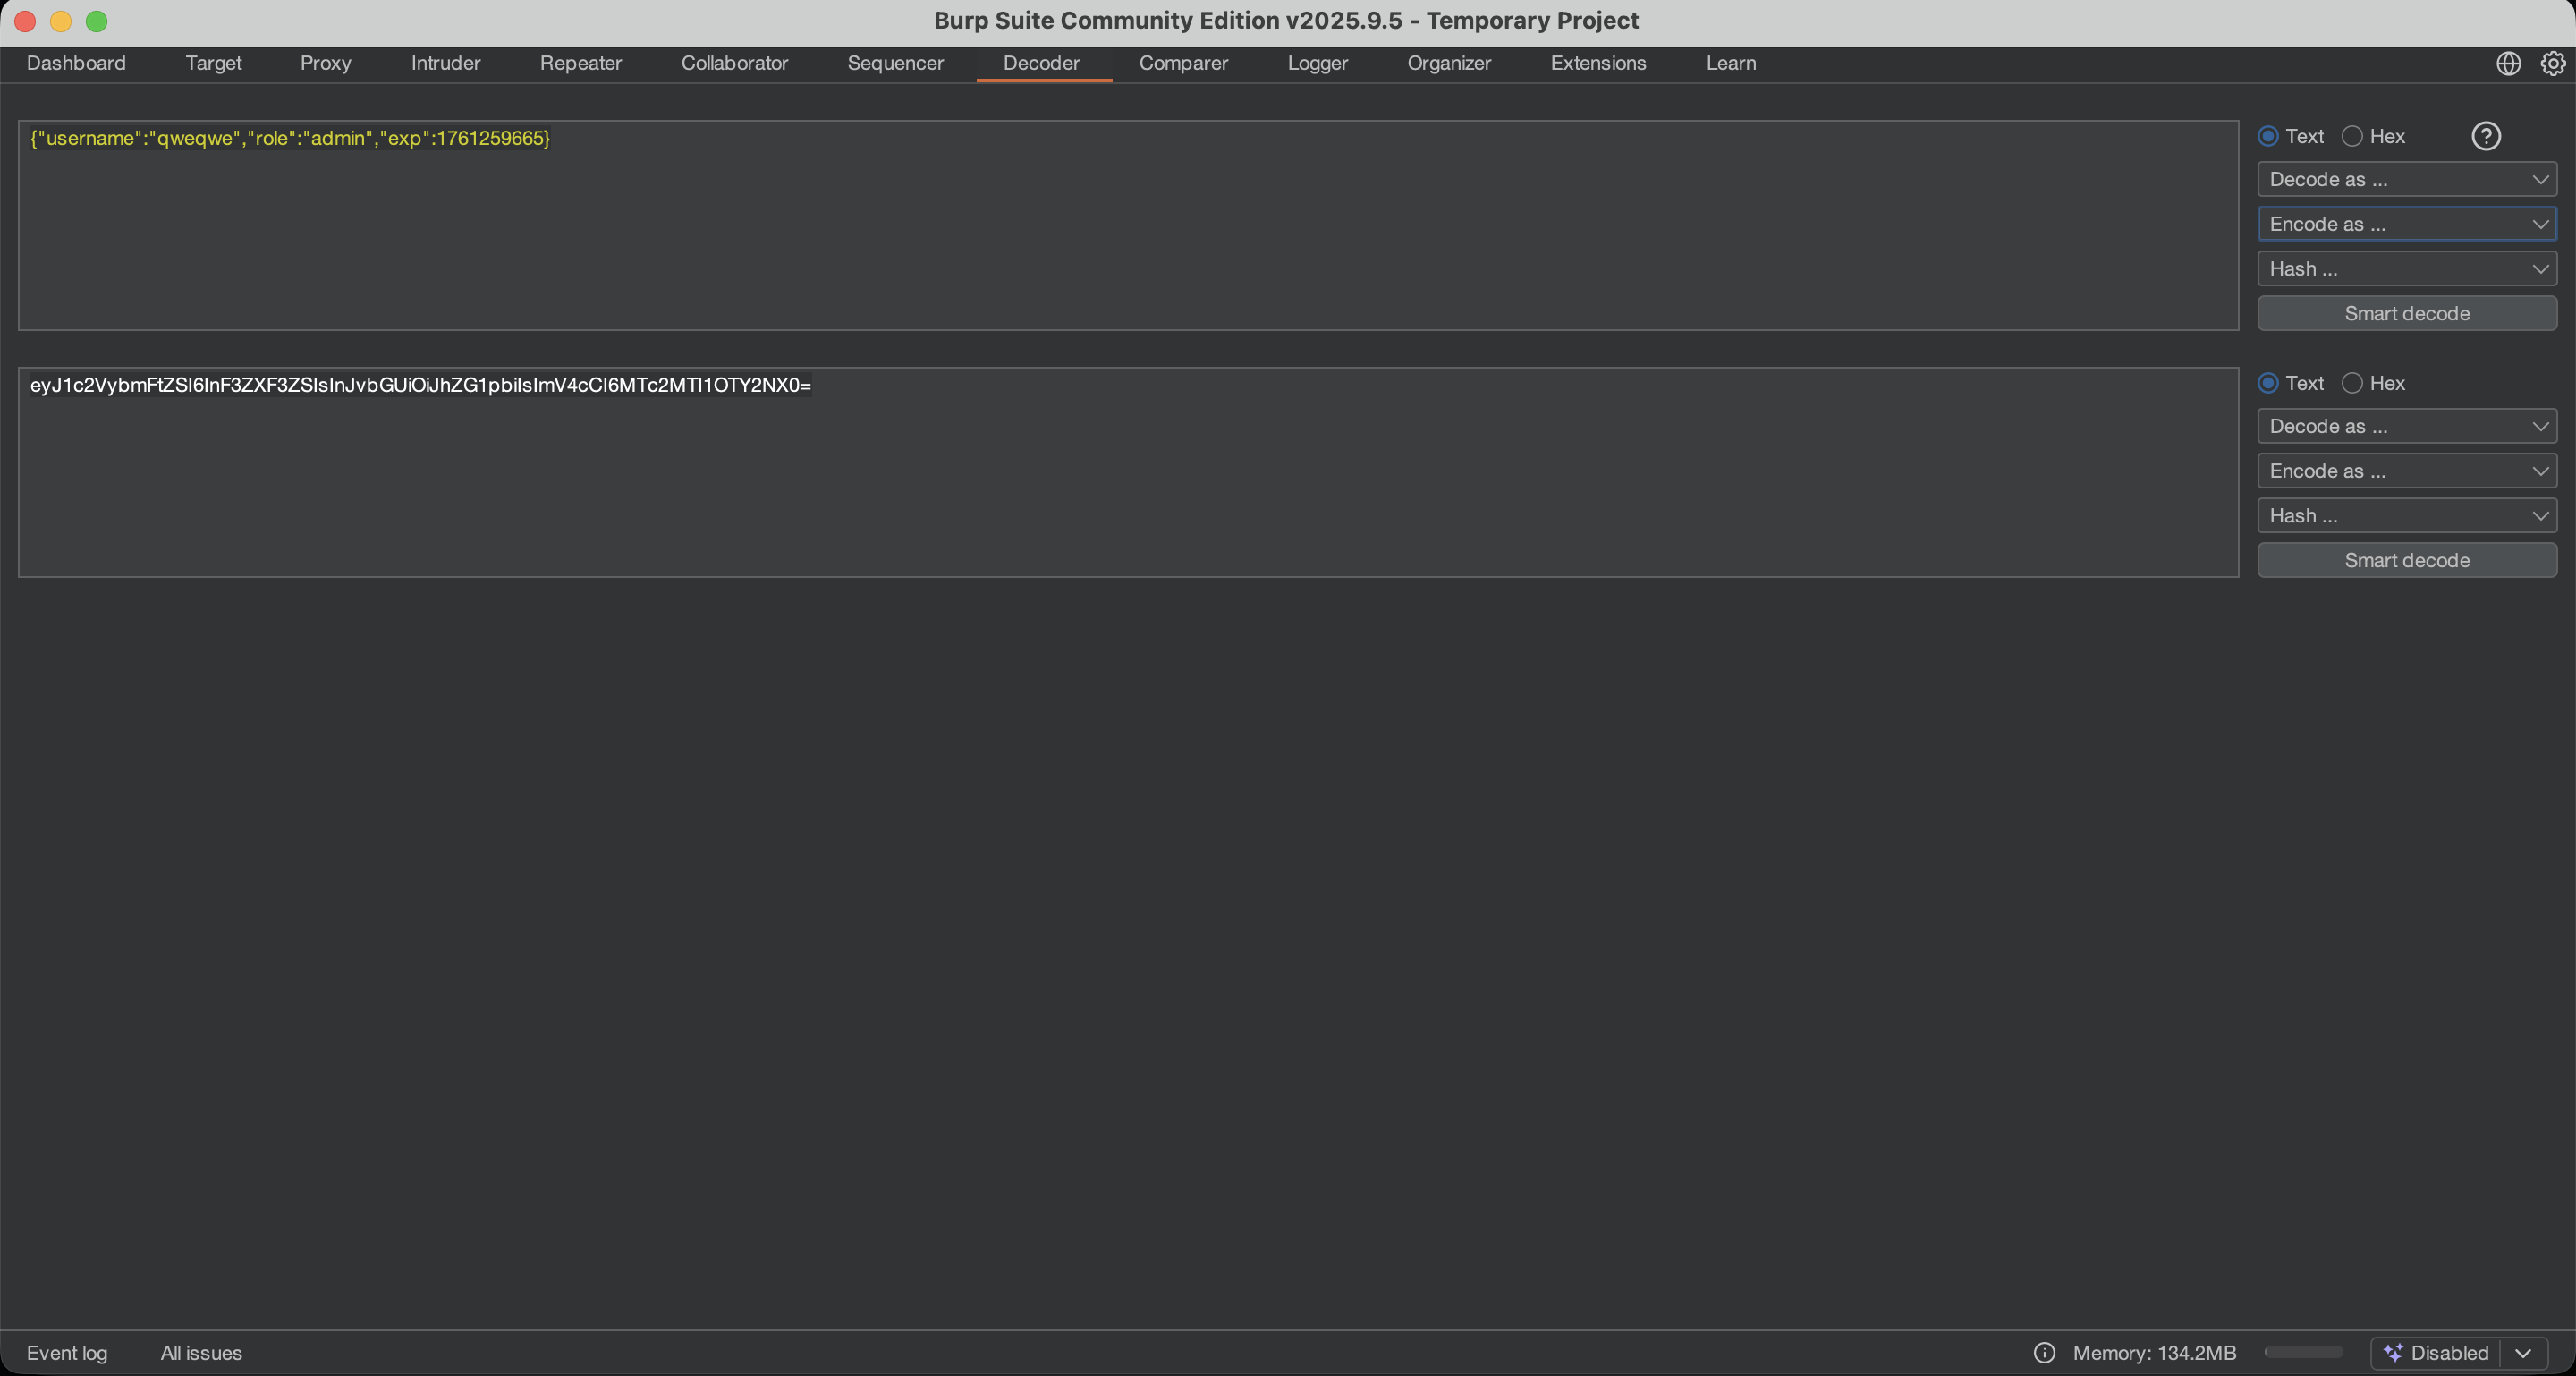 Burp Suite Community Edition v2025.9.5 - Temporary Project
Dashboard Target Proxy Intruder Repeater Collaborator Sequencer Decoder Comparer Logger Organizer Extensions Learn
{"username":"qweqwe","role":"admin","exp":1761259665}
Text Hex ?
Decode as ...
Encode as ...
Hash ...
Smart decode
eyJ1c2VybmFtZSI6InF3ZXF3ZSIsInJvbGUiOiJhZG1pbiIsImV4cCI6MTc2MTI1OTY2NX0=
Text Hex
Decode as ...
Encode as ...
Hash ...
Smart decode
Event log All issues Memory: 134.2MB Disabled